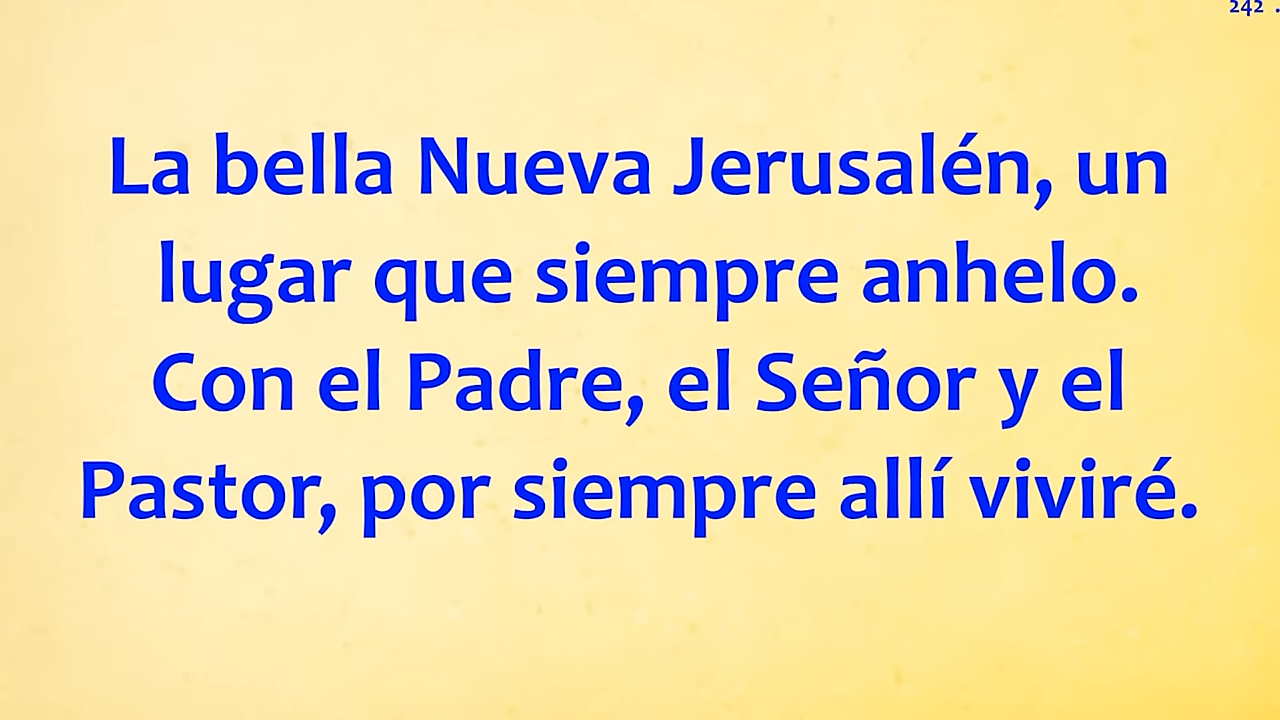 242 .
La bella Nueva Jerusalén, un
lugar que siempre anhelo.
Con el Padre, el Señor y el
Pastor, por siempre allí viviré.